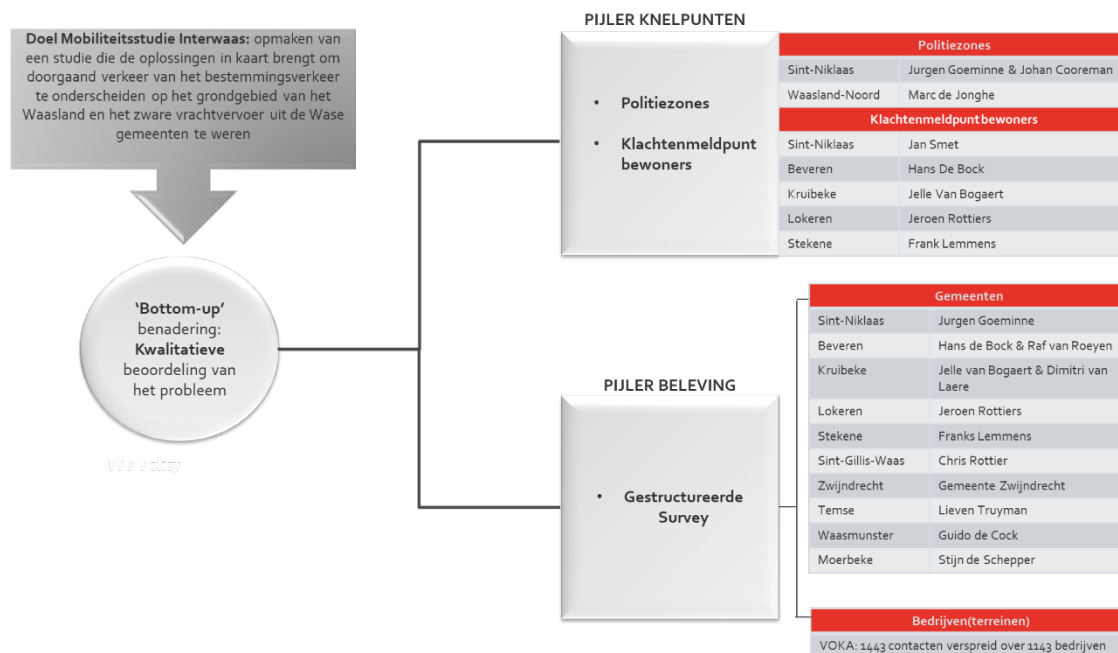 Doel Mobiliteitsstudie Interwaas: opmaken van
een studie die de oplossingen in kaart brengt om
doorgaand verkeer van het bestemmingsverkeer
te onderscheiden op het grondgebied van het
Waasland en het zware vrachtvervoer uit de Wase
gemeenten te weren
‘Bottom-up’
benadering:
Kwalitatieve
beoordeling van
het probleem
PIJLER KNELPUNTEN
• Politiezones
• Klachtenmeldpunt
bewoners
Politiezones
Sint-Niklaas Jurgen Goeminne & Johan Cooreman
Waasland-Noord Marc de Jonghe
Klachtenmeldpunt bewoners
Sint-Niklaas Jan Smet
Beveren Hans De Bock
Kruibeke Jelle Van Bogaert
Lokeren Jeroen Rottiers
Stekene Frank Lemmens
PIJLER BELEVING
• Gestructureerde
Survey
Gemeenten
Sint-Niklaas Jurgen Goeminne
Beveren Hans de Bock & Raf van Roeyen
Kruibeke Jelle van Bogaert & Dimitri van
Laere
Lokeren Jeroen Rottiers
Stekene Franks Lemmens
Sint-Gillis-Waas Chris Rottier
Zwijndrecht Gemeente Zwijndrecht
Temse Lieven Truyman
Waasmunster Guido de Cock
Moerbeke Stijn de Schepper
Bedrijven(terreinen)
VOKA: 1443 contacten verspreid over 1143 bedrijven